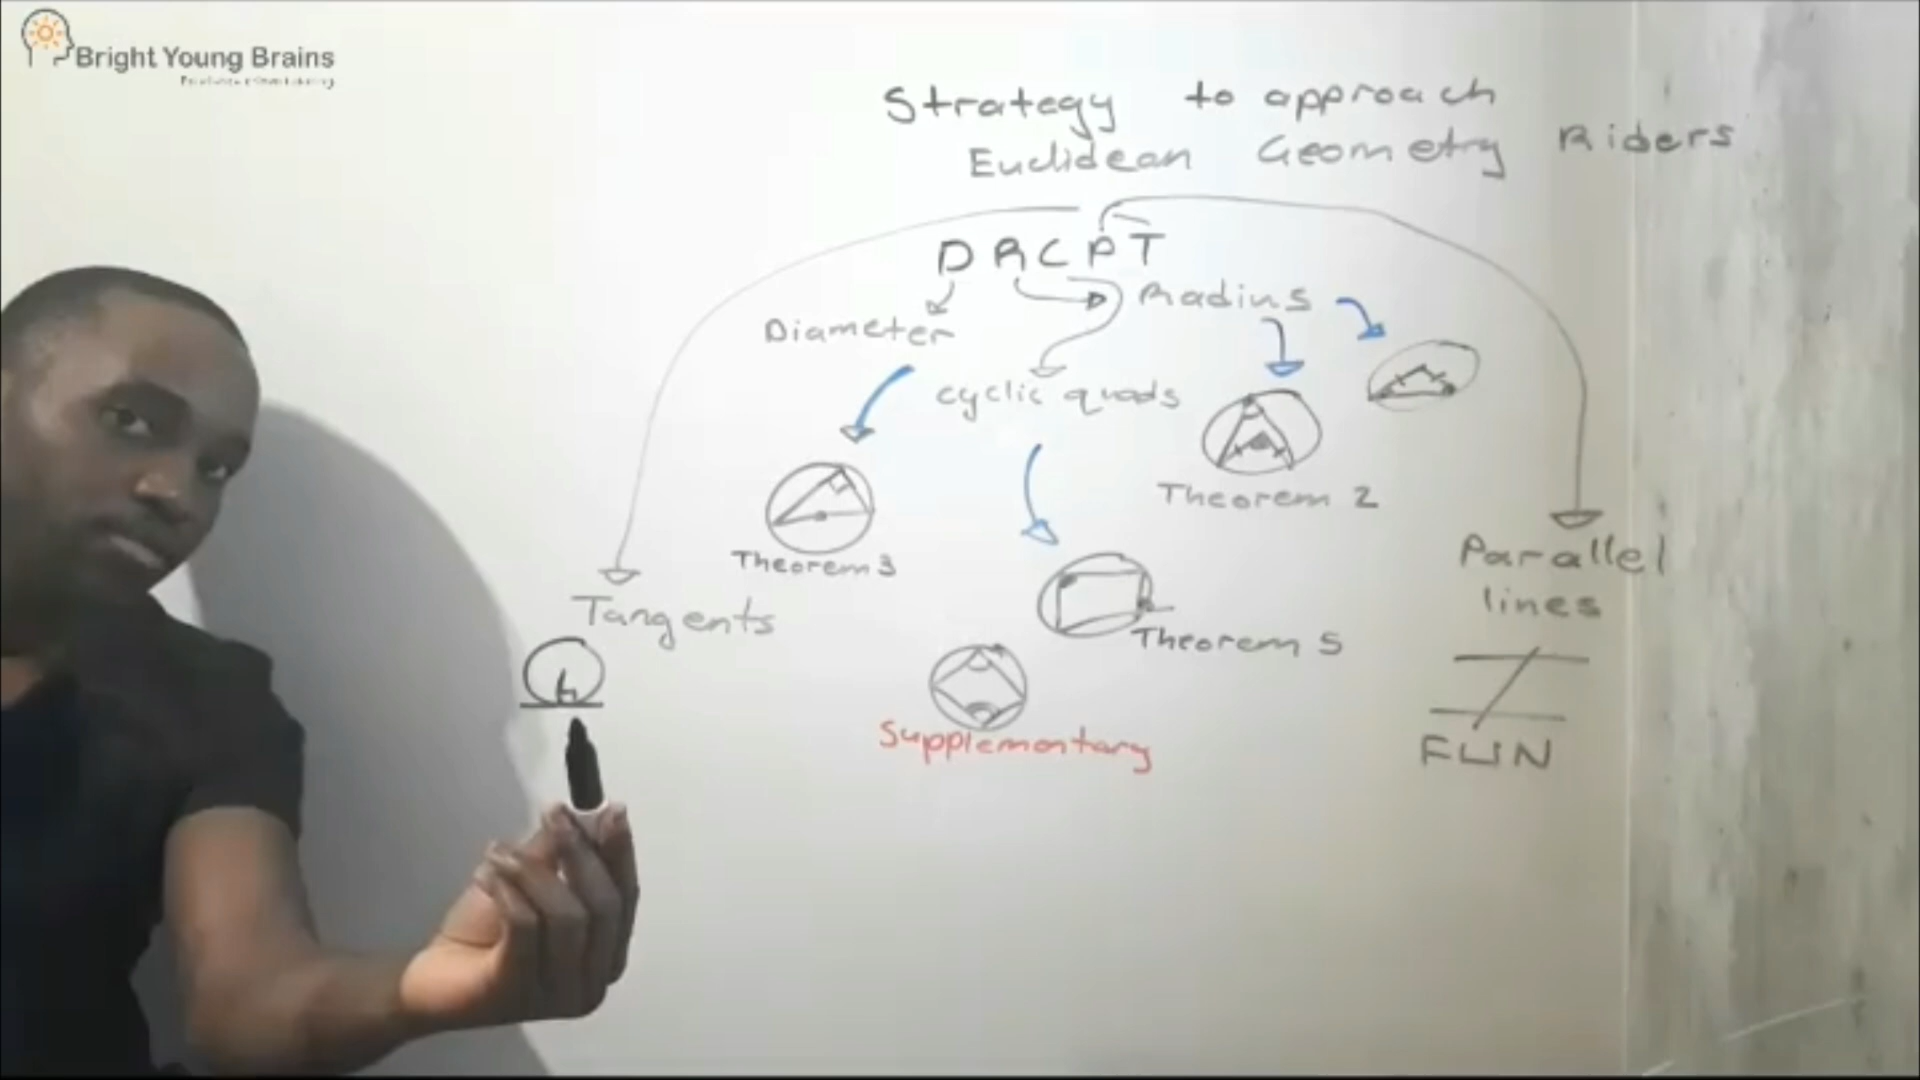 Bright Young Brains
Strategy to approach
Euclidean Geometry Riders
D R C P T
Diameter
Radius
cyclic quads
Theorem 2
Theorem 3
Parallel
lines
Tangents
Theorem 5
Supplementary
FUN